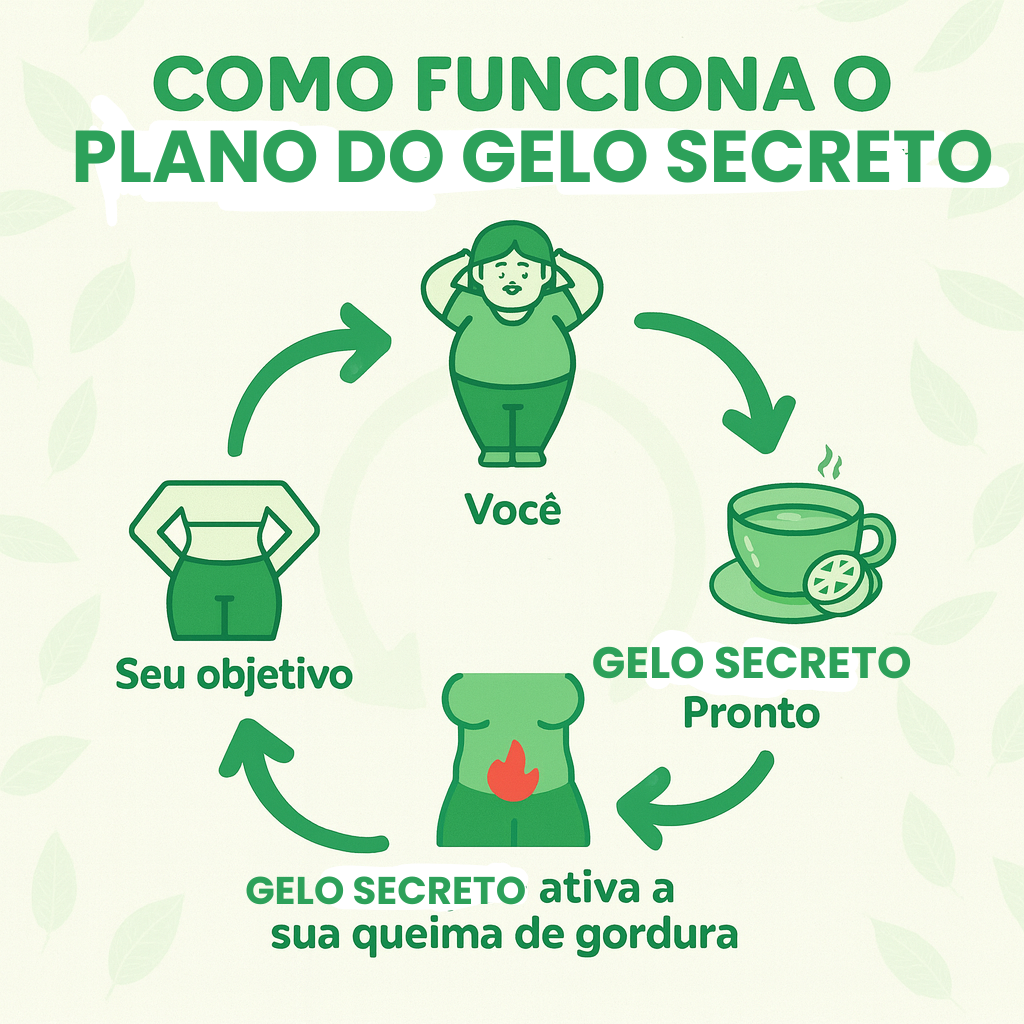 COMO FUNCIONA O
PLANO DO GELO SECRETO
Você
GELO SECRETO
Pronto
Seu objetivo
GELO SECRETO ativa a
sua queima de gordura